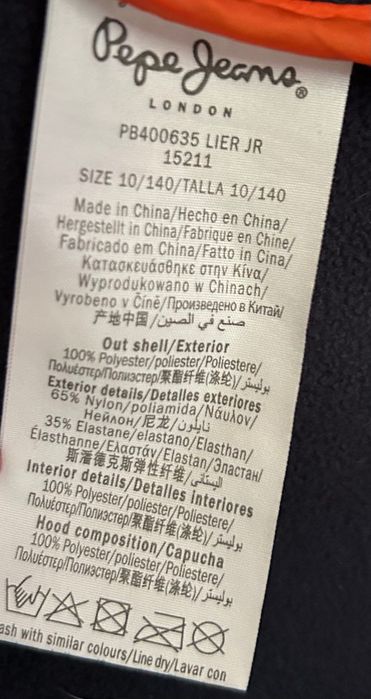 Pepe Jeans®
LONDON
PB400635 LIER JR
15211
SIZE 10/140/TALLA 10/140
Made in China/Hecho en China/
Hergestellt in China/Fabrique en Chine/
Fabricado em China/Fatto in Cina/
Κατασκευάσθηκε στην Κίνα/
Wyprodukowano w Chinach/
Vyrobeno v Číně/Произведено в Китай/
产地中国/صنع في الصين/
Out shell/Exterior
100% Polyester/poliester/Poliestere/
Πολυέστερ/Полиэстер/聚酯纤维(涤纶)/بوليستر/
Exterior details/Detalles exteriores
65% Nylon/poliamida/Νάυλον/
Нейлон/尼龙/نايلون/
35% Elastane/elastano/Elasthan/
Élasthanne/Ελαστάν/Elastan/Эластан/
斯潘德克斯弹性纤维/اليستاني/
Interior details/Detalles interiores
100% Polyester/poliester/Poliestere/
Πολυέστερ/Полиэстер/聚酯纤维(涤纶)/بوليستر/
Hood composition/Capucha
100% Polyester/poliester/Poliestere/
Πολυέστερ/Полиэстер/聚酯纤维(涤纶)/بوليستر/
ash with similar colours/Line dry/Lavar con